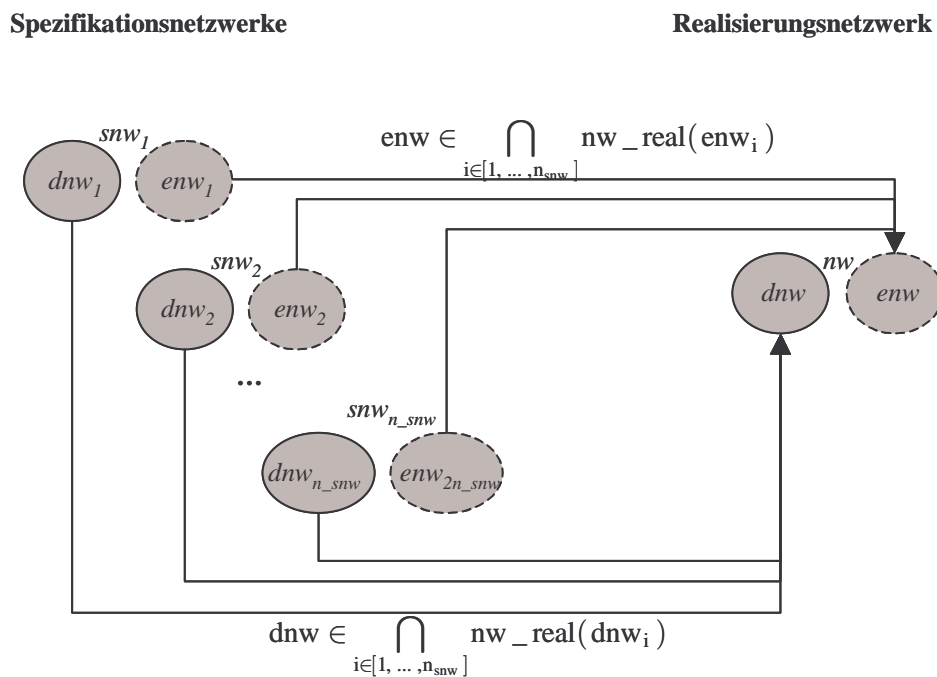 Spezifikationsnetzwerke
Realisierungsnetzwerk
enw ∈ ⋂ nw_real(enw_i)
i∈[1, ... ,n_snw]
snw_1
dnw_1
enw_1
snw_2
dnw_2
enw_2
nw
dnw
enw
...
snw_n_snw
dnw_n_snw
enw_2n_snw
dnw ∈ ⋂ nw_real(dnw_i)
i∈[1, ... ,n_snw]